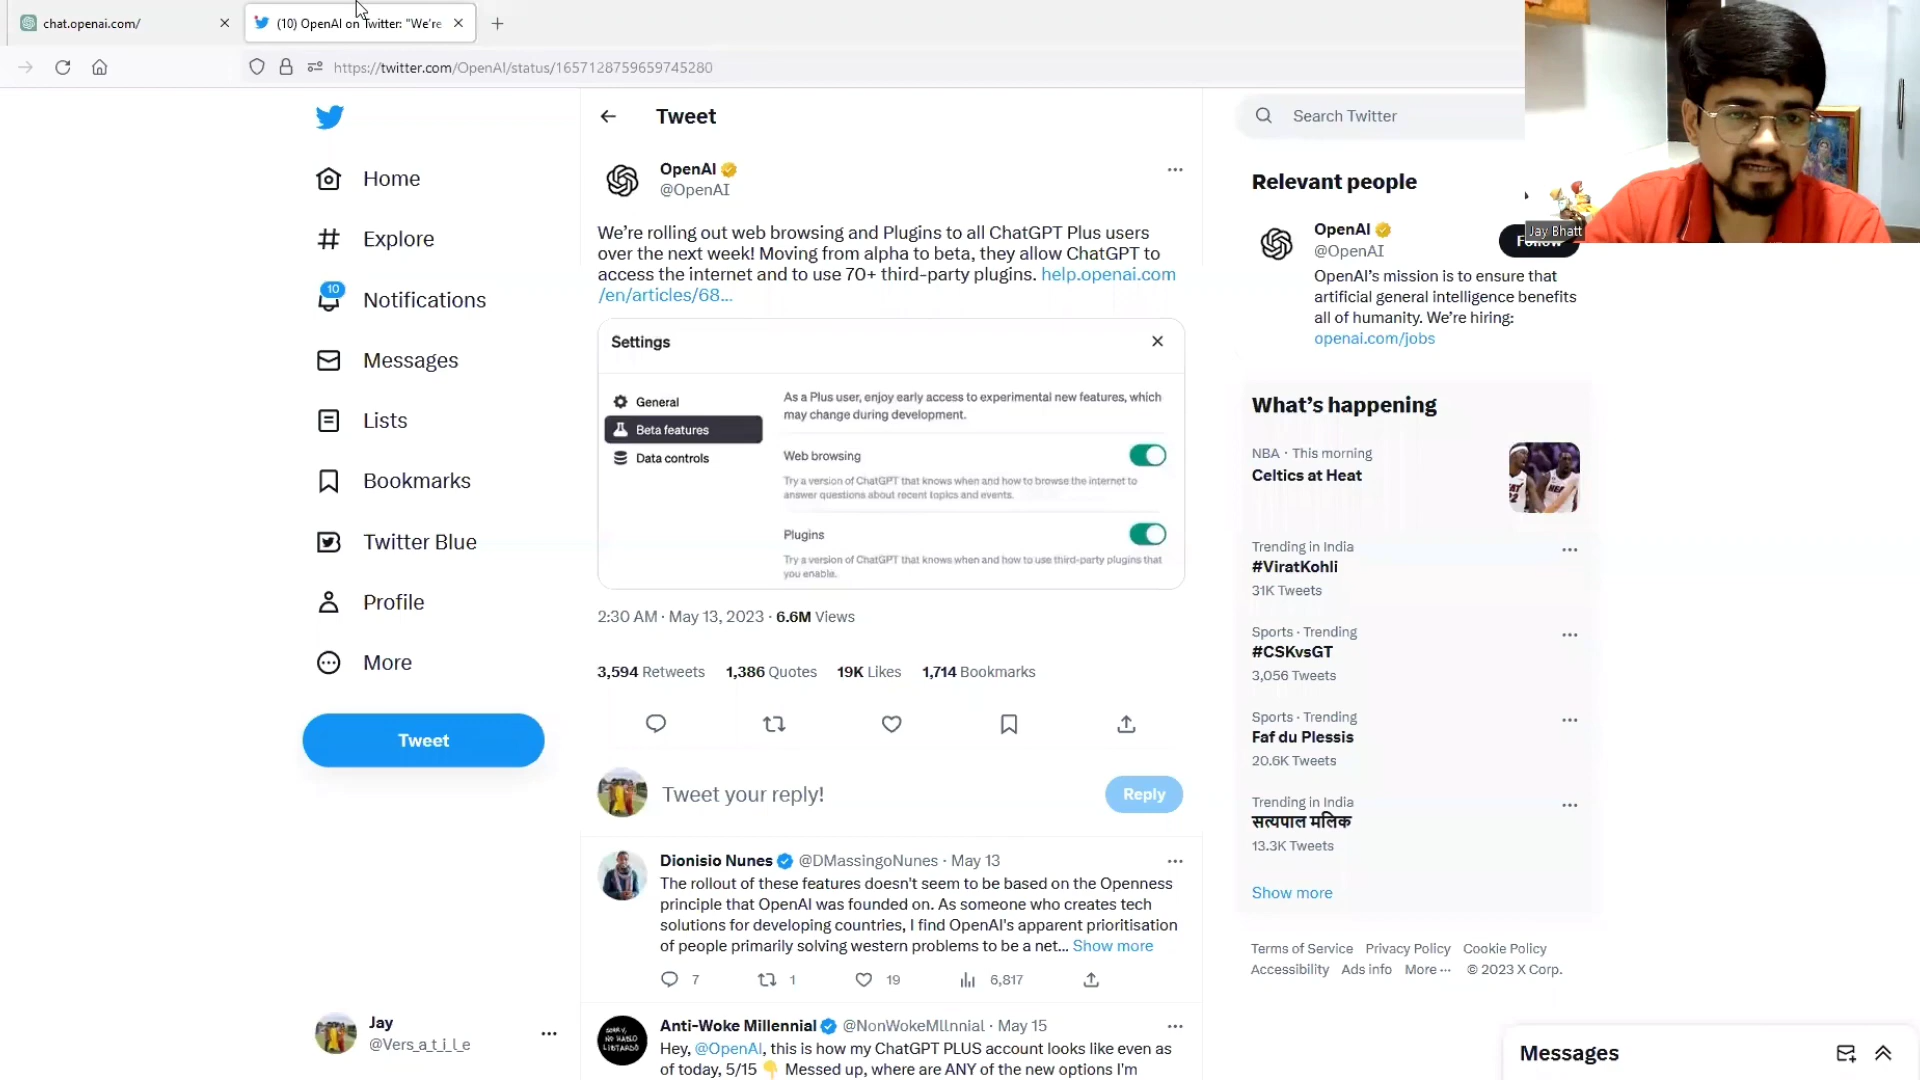 chat.openai.com/
(10) OpenAI on Twitter: "We're
https://twitter.com/OpenAI/status/1657128759659745280
Home
Explore
10
Notifications
Messages
Lists
Bookmarks
Twitter Blue
Profile
More
Tweet
Jay
@Vers_a_t_i_l_e
Tweet
OpenAI
@OpenAI
We're rolling out web browsing and Plugins to all ChatGPT Plus users
over the next week! Moving from alpha to beta, they allow ChatGPT to
access the internet and to use 70+ third-party plugins. help.openai.com
/en/articles/68...
Settings
General
Beta features
Data controls
As a Plus user, enjoy early access to experimental new features, which
may change during development.
Web browsing
Try a version of ChatGPT that knows when and how to browse the internet to
answer questions about recent topics and events.
Plugins
Try a version of ChatGPT that knows when and how to use third-party plugins that
you enable.
2:30 AM · May 13, 2023 · 6.6M Views
3,594 Retweets 1,386 Quotes 19K Likes 1,714 Bookmarks
Tweet your reply!
Reply
Dionisio Nunes @DMassingoNunes · May 13
The rollout of these features doesn't seem to be based on the Openness
principle that OpenAI was founded on. As someone who creates tech
solutions for developing countries, I find OpenAI's apparent prioritisation
of people primarily solving western problems to be a net... Show more
7 1 19 6,817
SORRY,
NO HABLO
LIBTARDO
Anti-Woke Millennial @NonWokeMllnnial · May 15
Hey, @OpenAI, this is how my ChatGPT PLUS account looks like even as
of today, 5/15 👇 Messed up, where are ANY of the new options I'm
Search Twitter
Relevant people
OpenAI
@OpenAI
Follow
OpenAI's mission is to ensure that
artificial general intelligence benefits
all of humanity. We're hiring:
openai.com/jobs
What's happening
NBA · This morning
Celtics at Heat
Trending in India
#ViratKohli
31K Tweets
Sports · Trending
#CSKvsGT
3,056 Tweets
Sports · Trending
Faf du Plessis
20.6K Tweets
Trending in India
सत्यपाल मलिक
13.3K Tweets
Show more
Terms of Service Privacy Policy Cookie Policy
Accessibility Ads info More ··· © 2023 X Corp.
Messages
Jay Bhatt